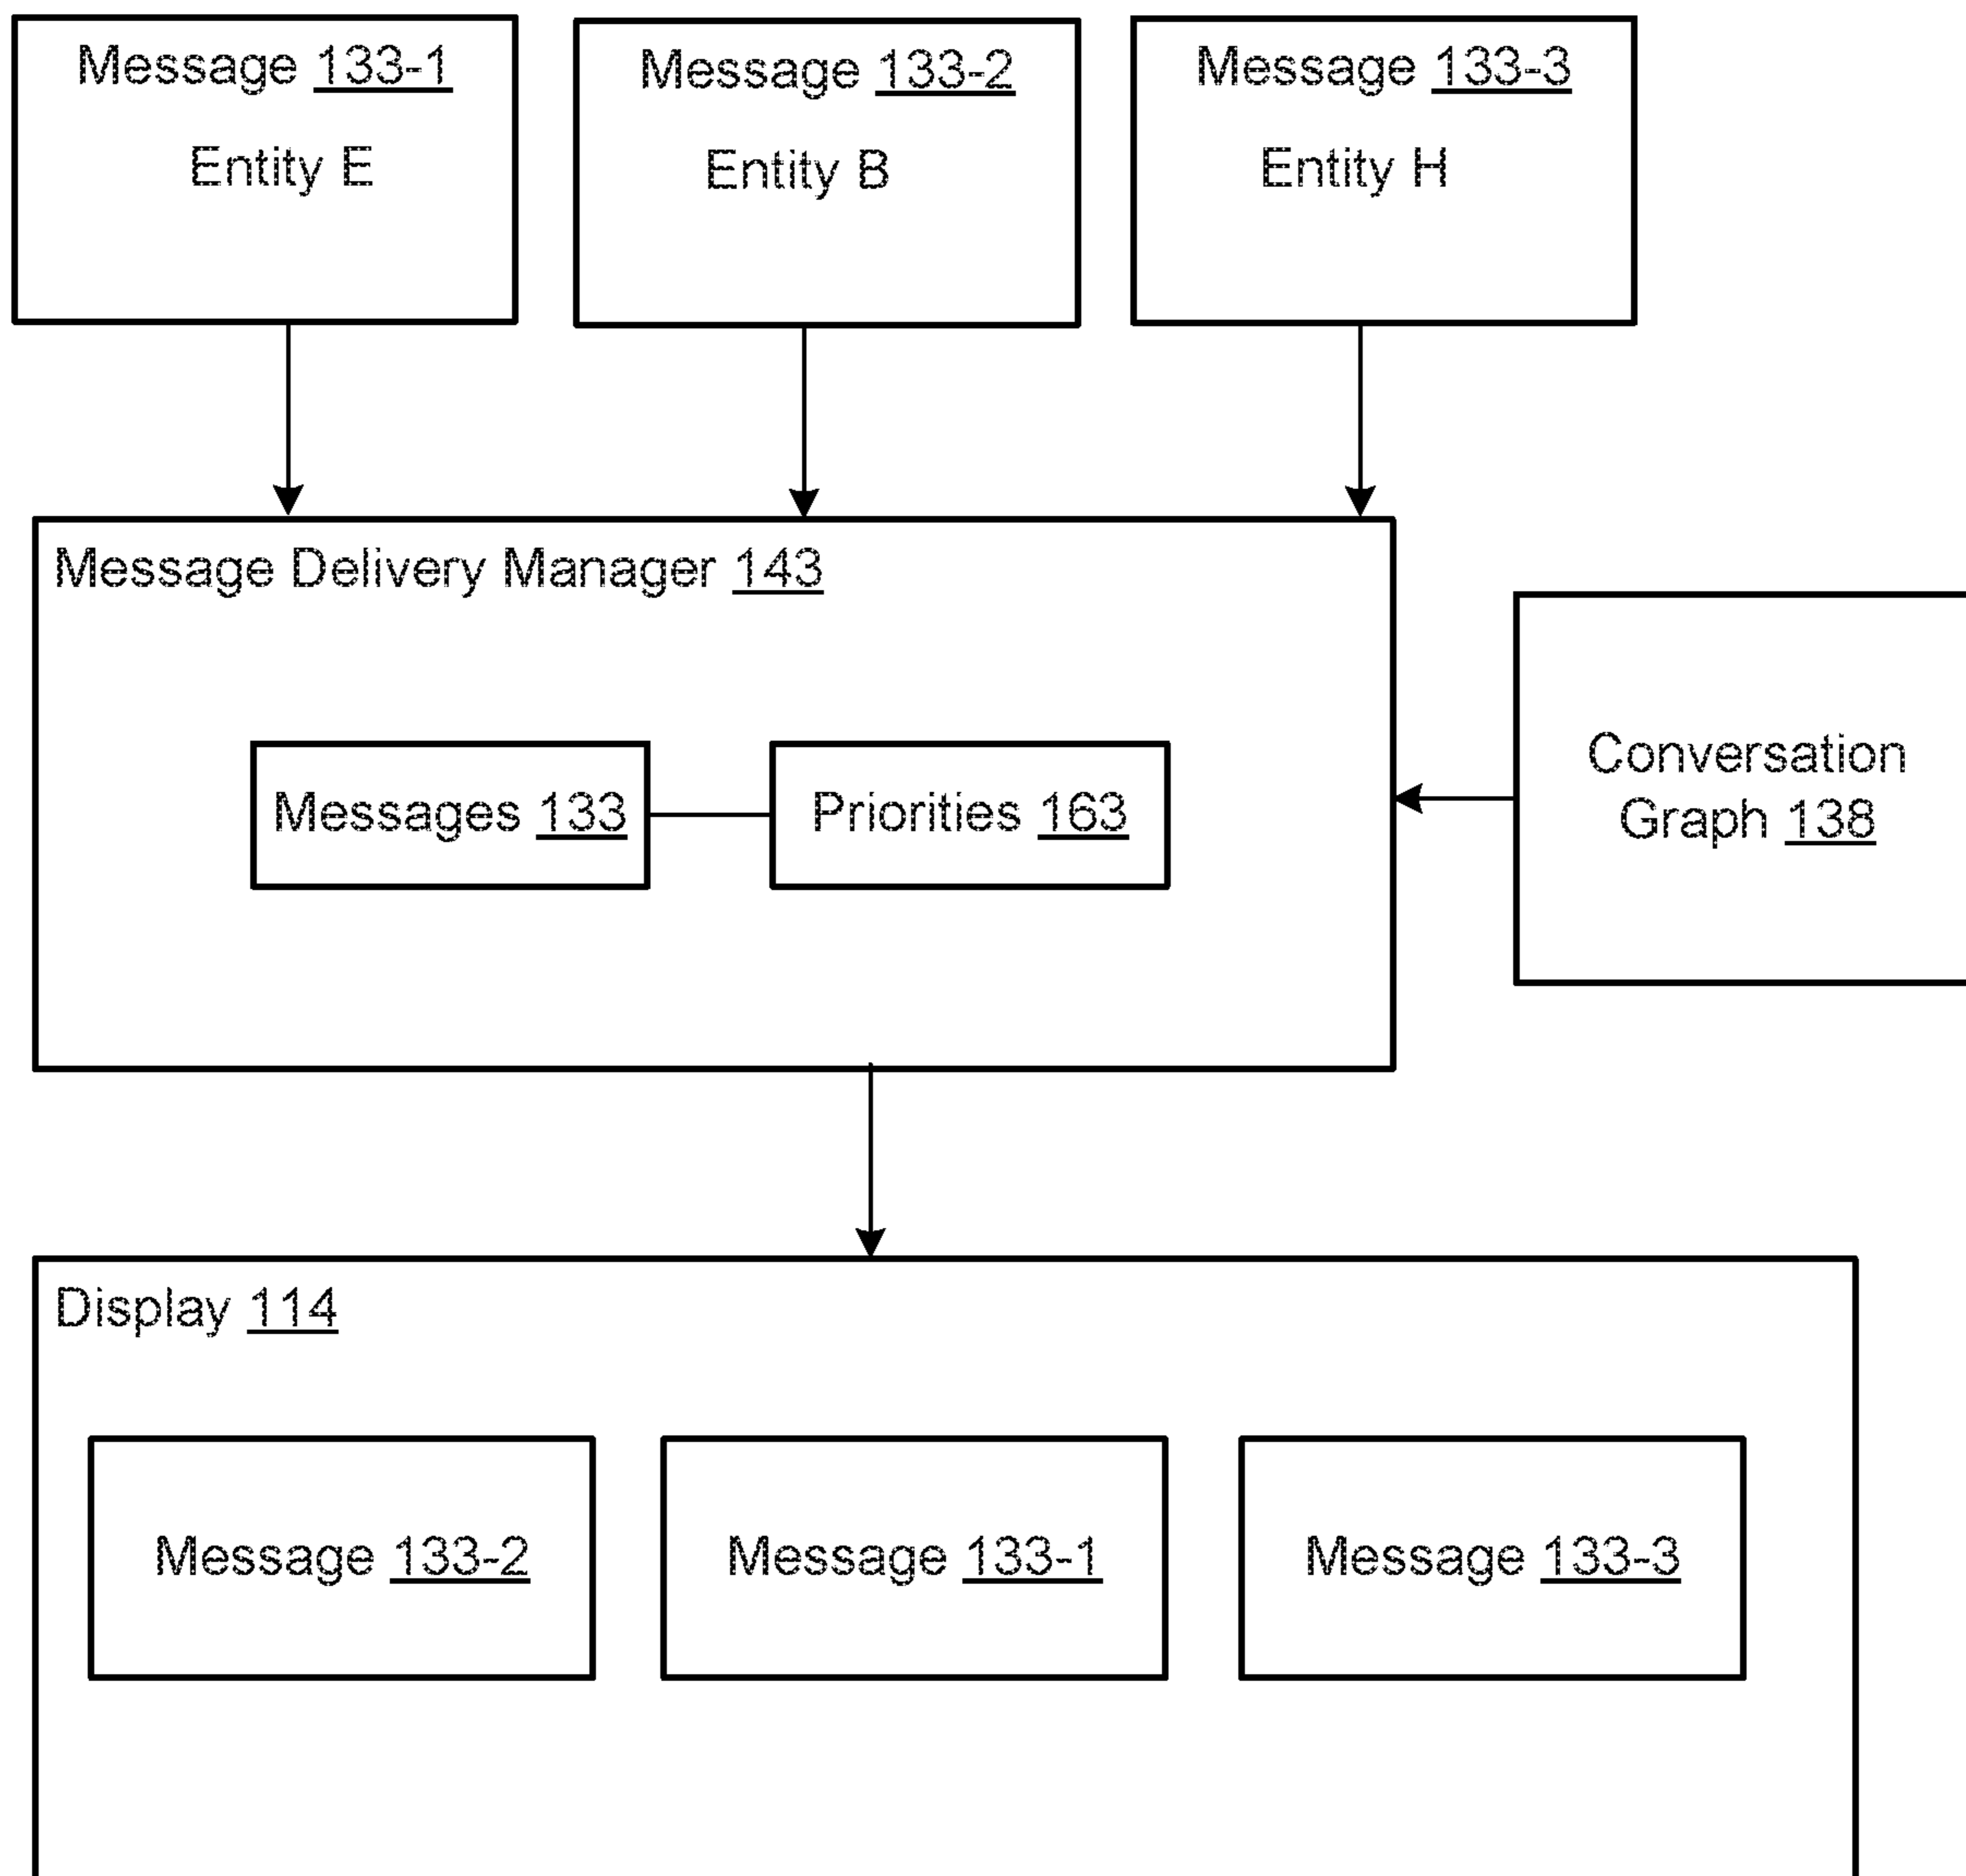 Message 133-1
Entity E
Message 133-2
Entity B
Message 133-3
Entity H
Message Delivery Manager 143
Messages 133
Priorities 163
Conversation
Graph 138
Display 114
Message 133-2
Message 133-1
Message 133-3